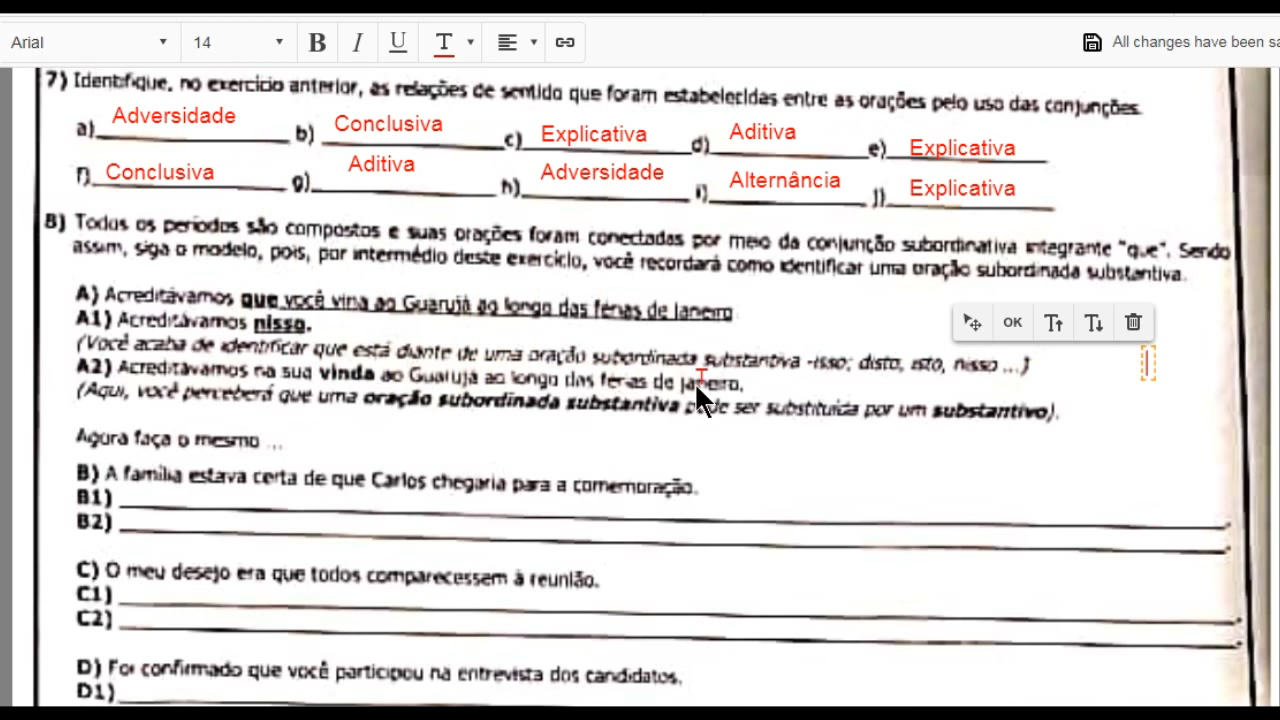 Arial 14 B I U T All changes have been sa
7) Identifique, no exercício anterior, as relações de sentido que foram estabelecidas entre as orações pelo uso das conjunções.
a) Adversidade b) Conclusiva c) Explicativa d) Aditiva e) Explicativa
f) Conclusiva g) Aditiva h) Adversidade i) Alternância j) Explicativa
8) Todos os períodos são compostos e suas orações foram conectadas por meio da conjunção subordinativa integrante "que". Sendo
assim, siga o modelo, pois, por intermédio deste exercício, você recordará como identificar uma oração subordinada substantiva.
A) Acreditávamos que você viria ao Guarujá ao longo das férias de Janeiro
A1) Acreditávamos nisso.
OK
(Você acaba de identificar que está diante de uma oração subordinada substantiva -isso; disto, isto, nisso ...)
A2) Acreditávamos na sua vinda ao Guarujá ao longo das férias de janeiro.
(Aqui, você perceberá que uma oração subordinada substantiva pode ser substituída por um substantivo).
Agora faça o mesmo ...
B) A família estava certa de que Carlos chegaria para a comemoração.
B1)
B2)
C) O meu desejo era que todos comparecessem à reunião.
C1)
C2)
D) Foi confirmado que você participou na entrevista dos candidatos.
D1)